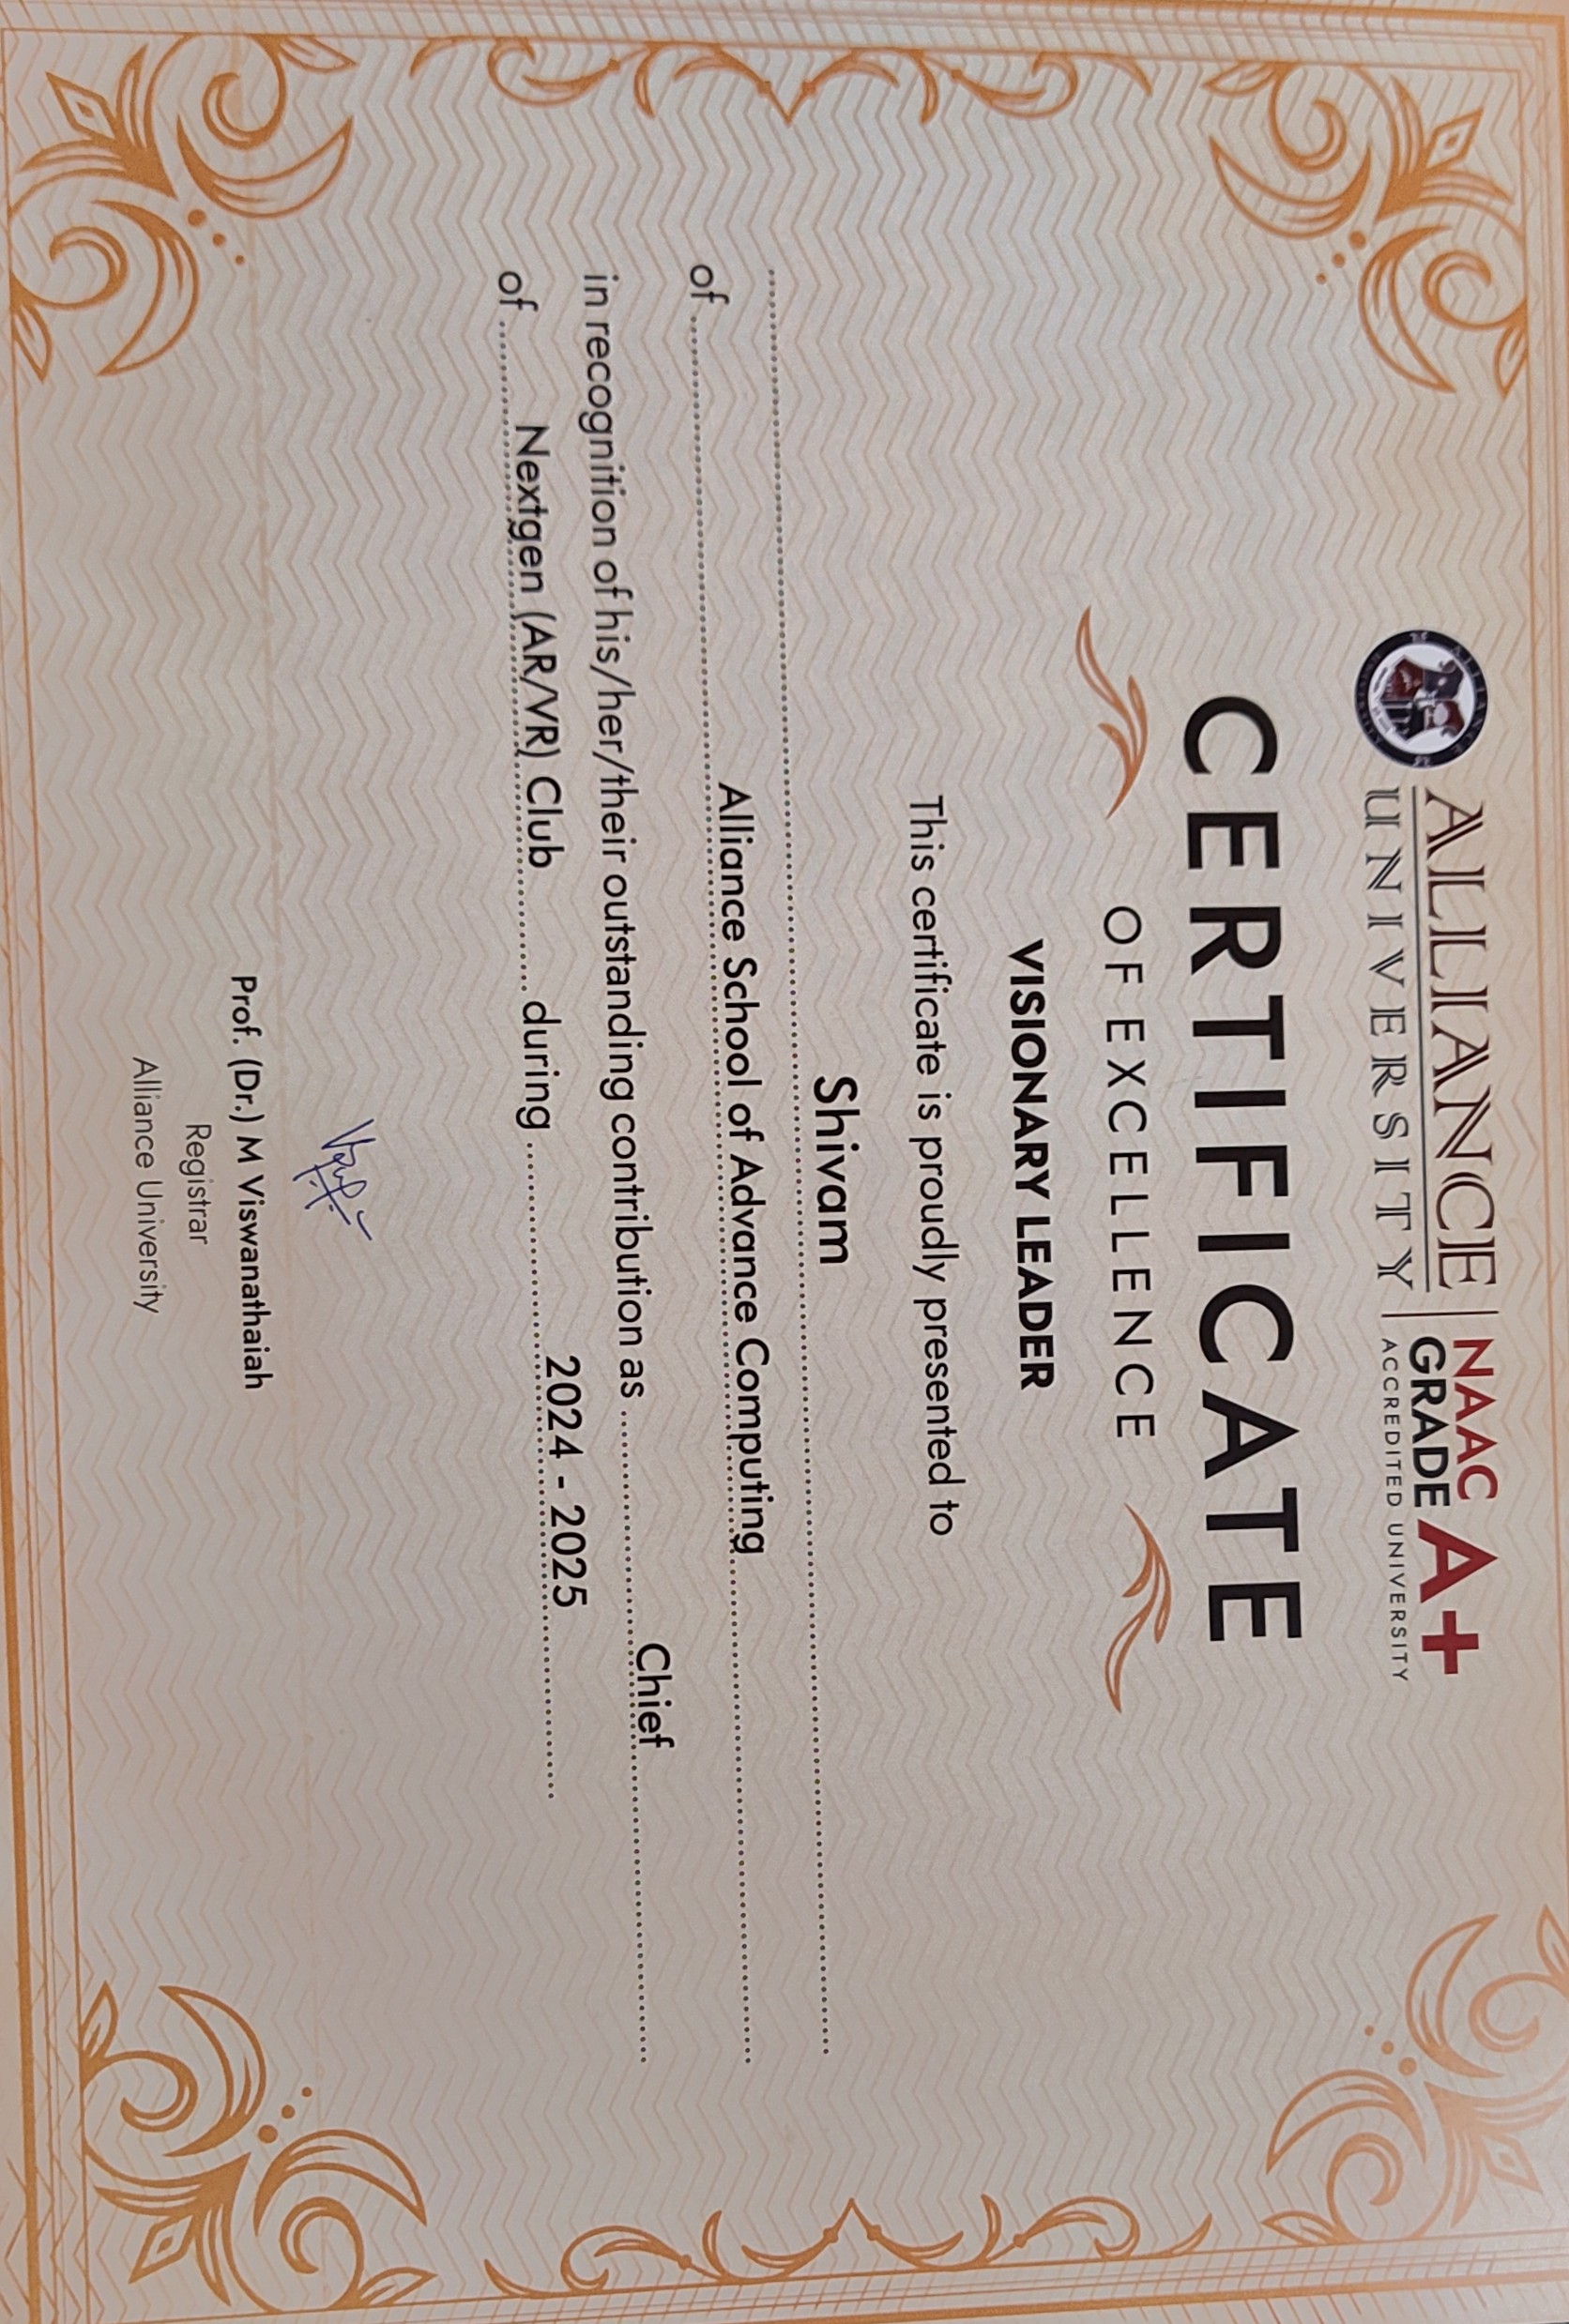 ALLIANCE
UNIVERSITY
NAAC
GRADE A+
ACCREDITED UNIVERSITY
CERTIFICATE
OF EXCELLENCE
VISIONARY LEADER
This certificate is proudly presented to
Shivam
of Alliance School of Advance Computing
in recognition of his/her/their outstanding contribution as Chief
of Nextgen (AR/VR) Club during 2024 - 2025
Prof. (Dr.) M Viswanathaiah
Registrar
Alliance University